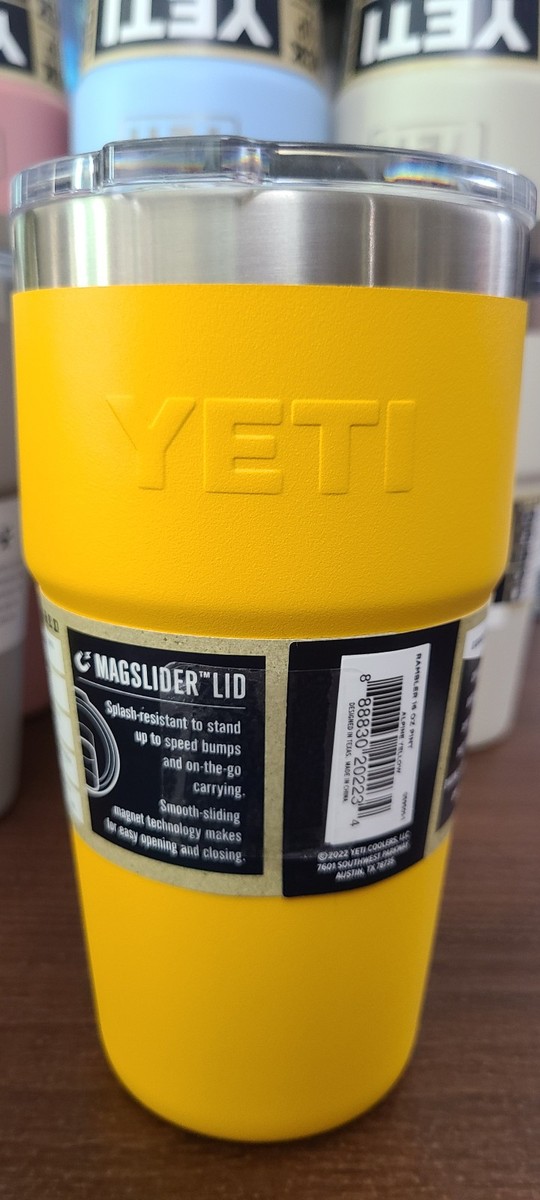 YETI
YETI
YETI
MAGSLIDER™ LID
Splash-resistant to stand
up to speed bumps
and on-the-go
carrying.
Smooth-sliding
magnet technology makes
for easy opening and closing.
RAMBLER 16 OZ PINT
ALPINE YELLOW
8 88830 20223 4
DESIGNED IN TEXAS. MADE IN CHINA.
©2022 YETI COOLERS, LLC
7601 SOUTHWEST PARKWAY
AUSTIN, TX 78735